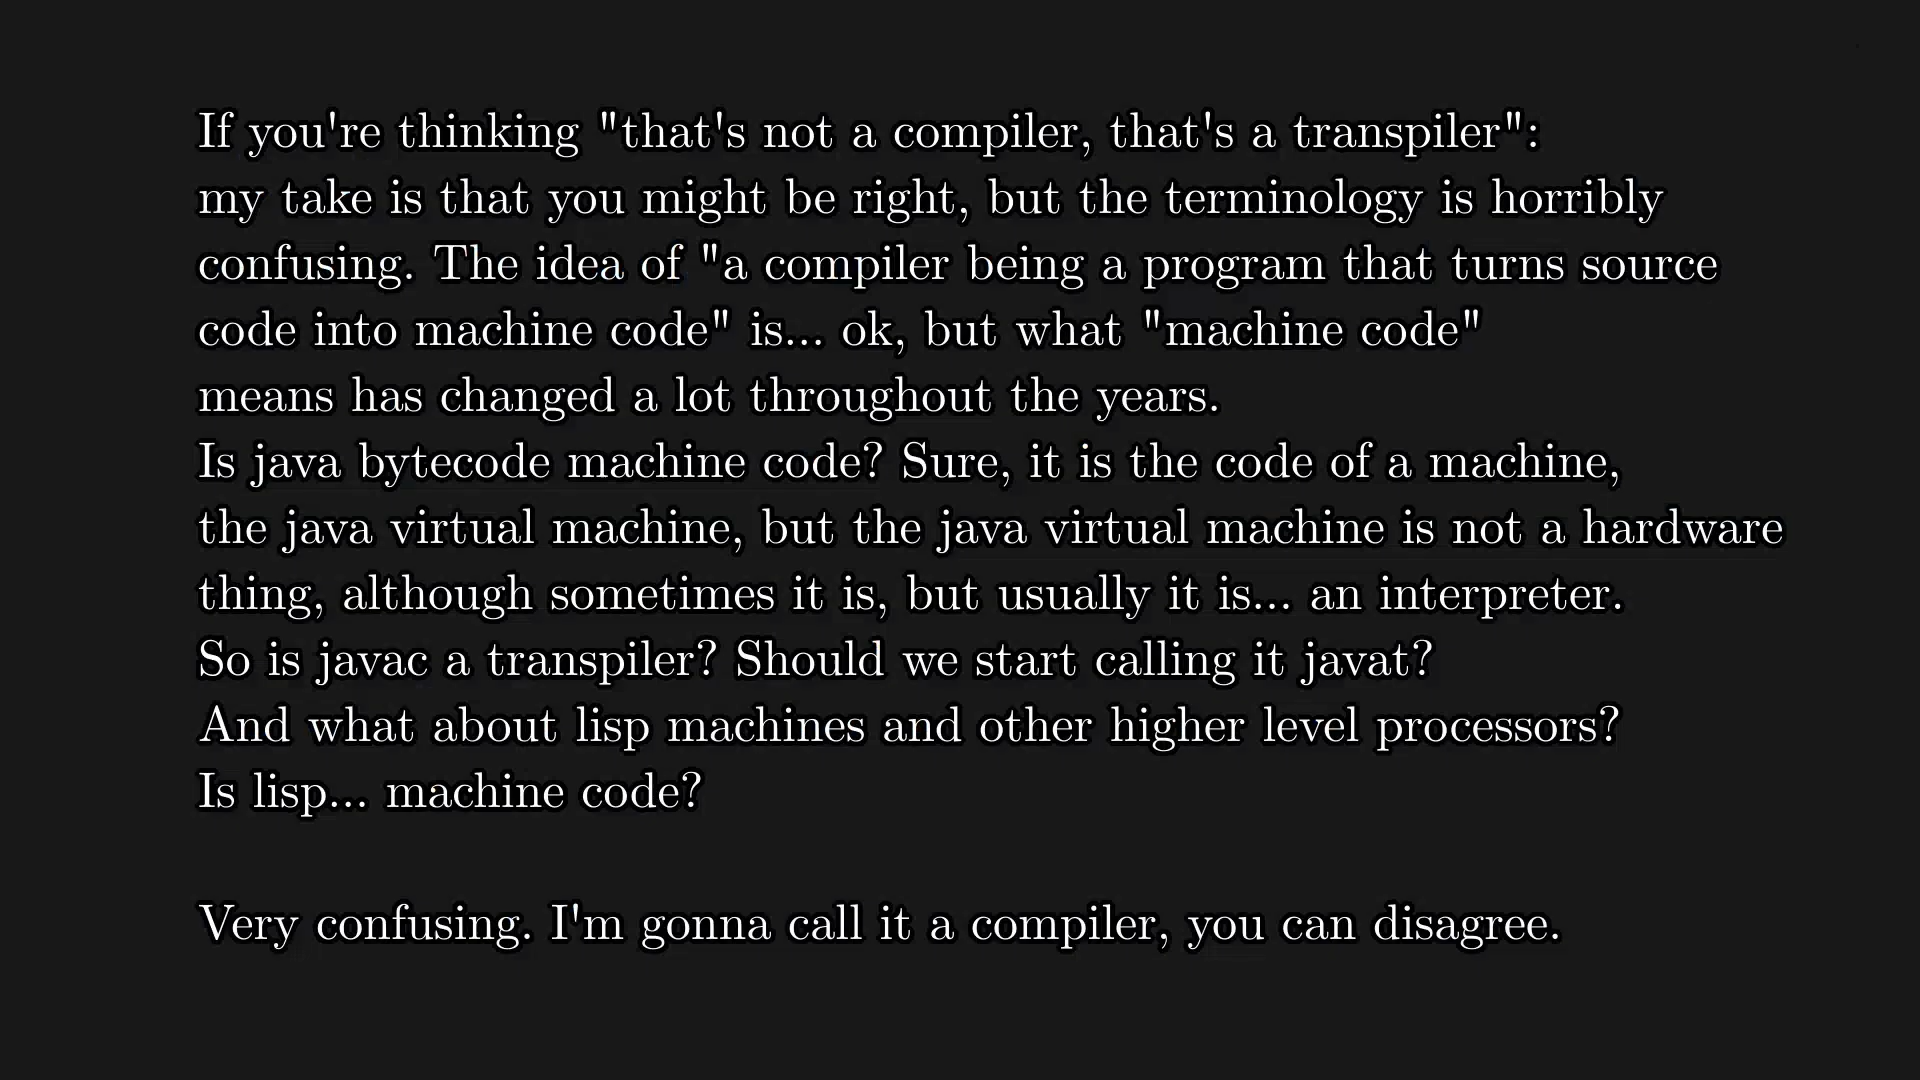 If you're thinking "that's not a compiler, that's a transpiler":
my take is that you might be right, but the terminology is horribly
confusing. The idea of "a compiler being a program that turns source
code into machine code" is... ok, but what "machine code"
means has changed a lot throughout the years.
Is java bytecode machine code? Sure, it is the code of a machine,
the java virtual machine, but the java virtual machine is not a hardware
thing, although sometimes it is, but usually it is... an interpreter.
So is javac a transpiler? Should we start calling it javat?
And what about lisp machines and other higher level processors?
Is lisp... machine code?
Very confusing. I'm gonna call it a compiler, you can disagree.